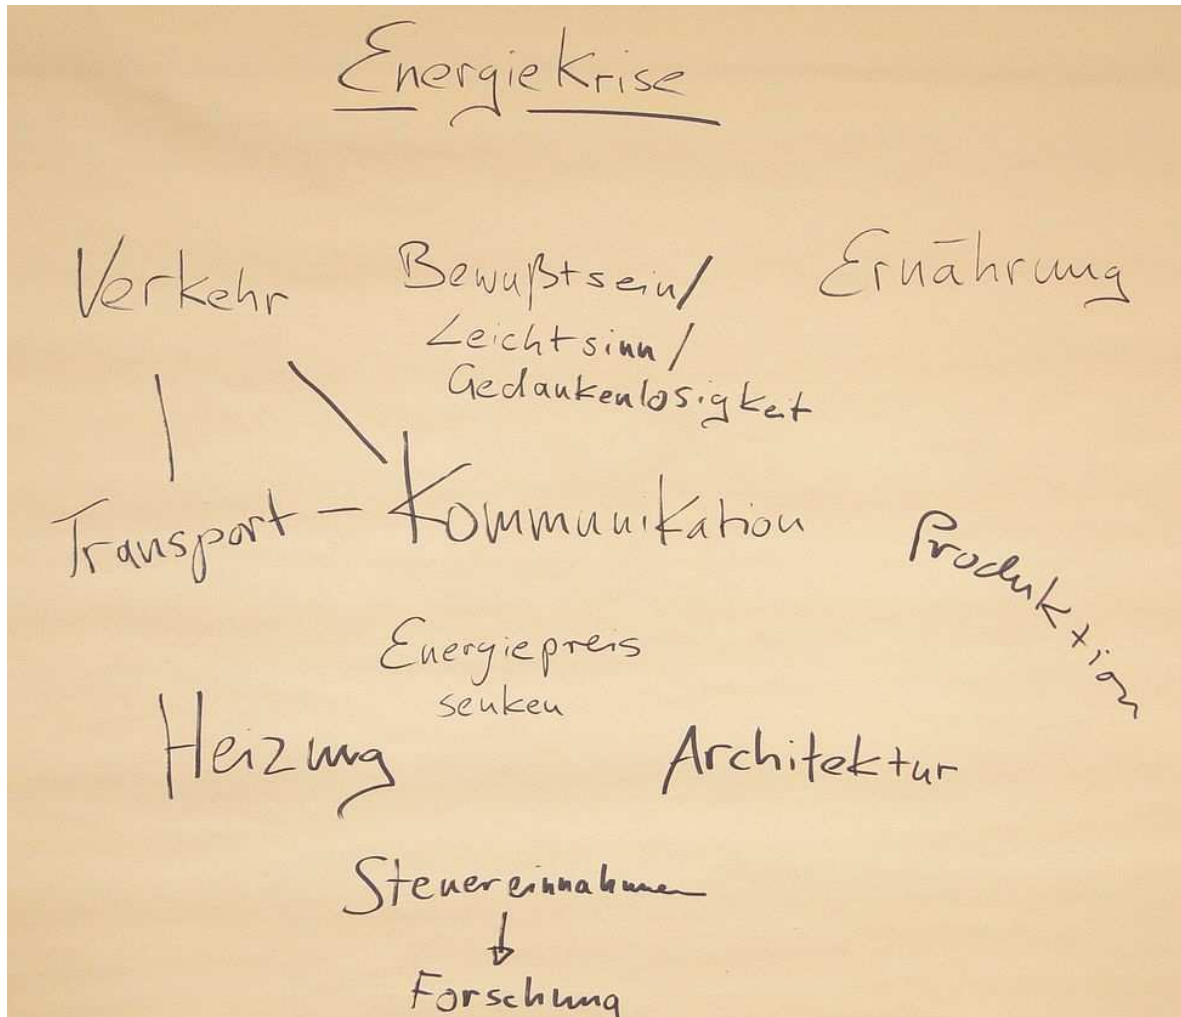 Energiekrise
Verkehr
Bewußtsein/
Leichtsinn/
Gedankenlosigkeit
Ernährung
Transport - Kommunikation
Produktion
Energiepreis
senken
Heizung
Architektur
Steuereinnahmen
Forschung